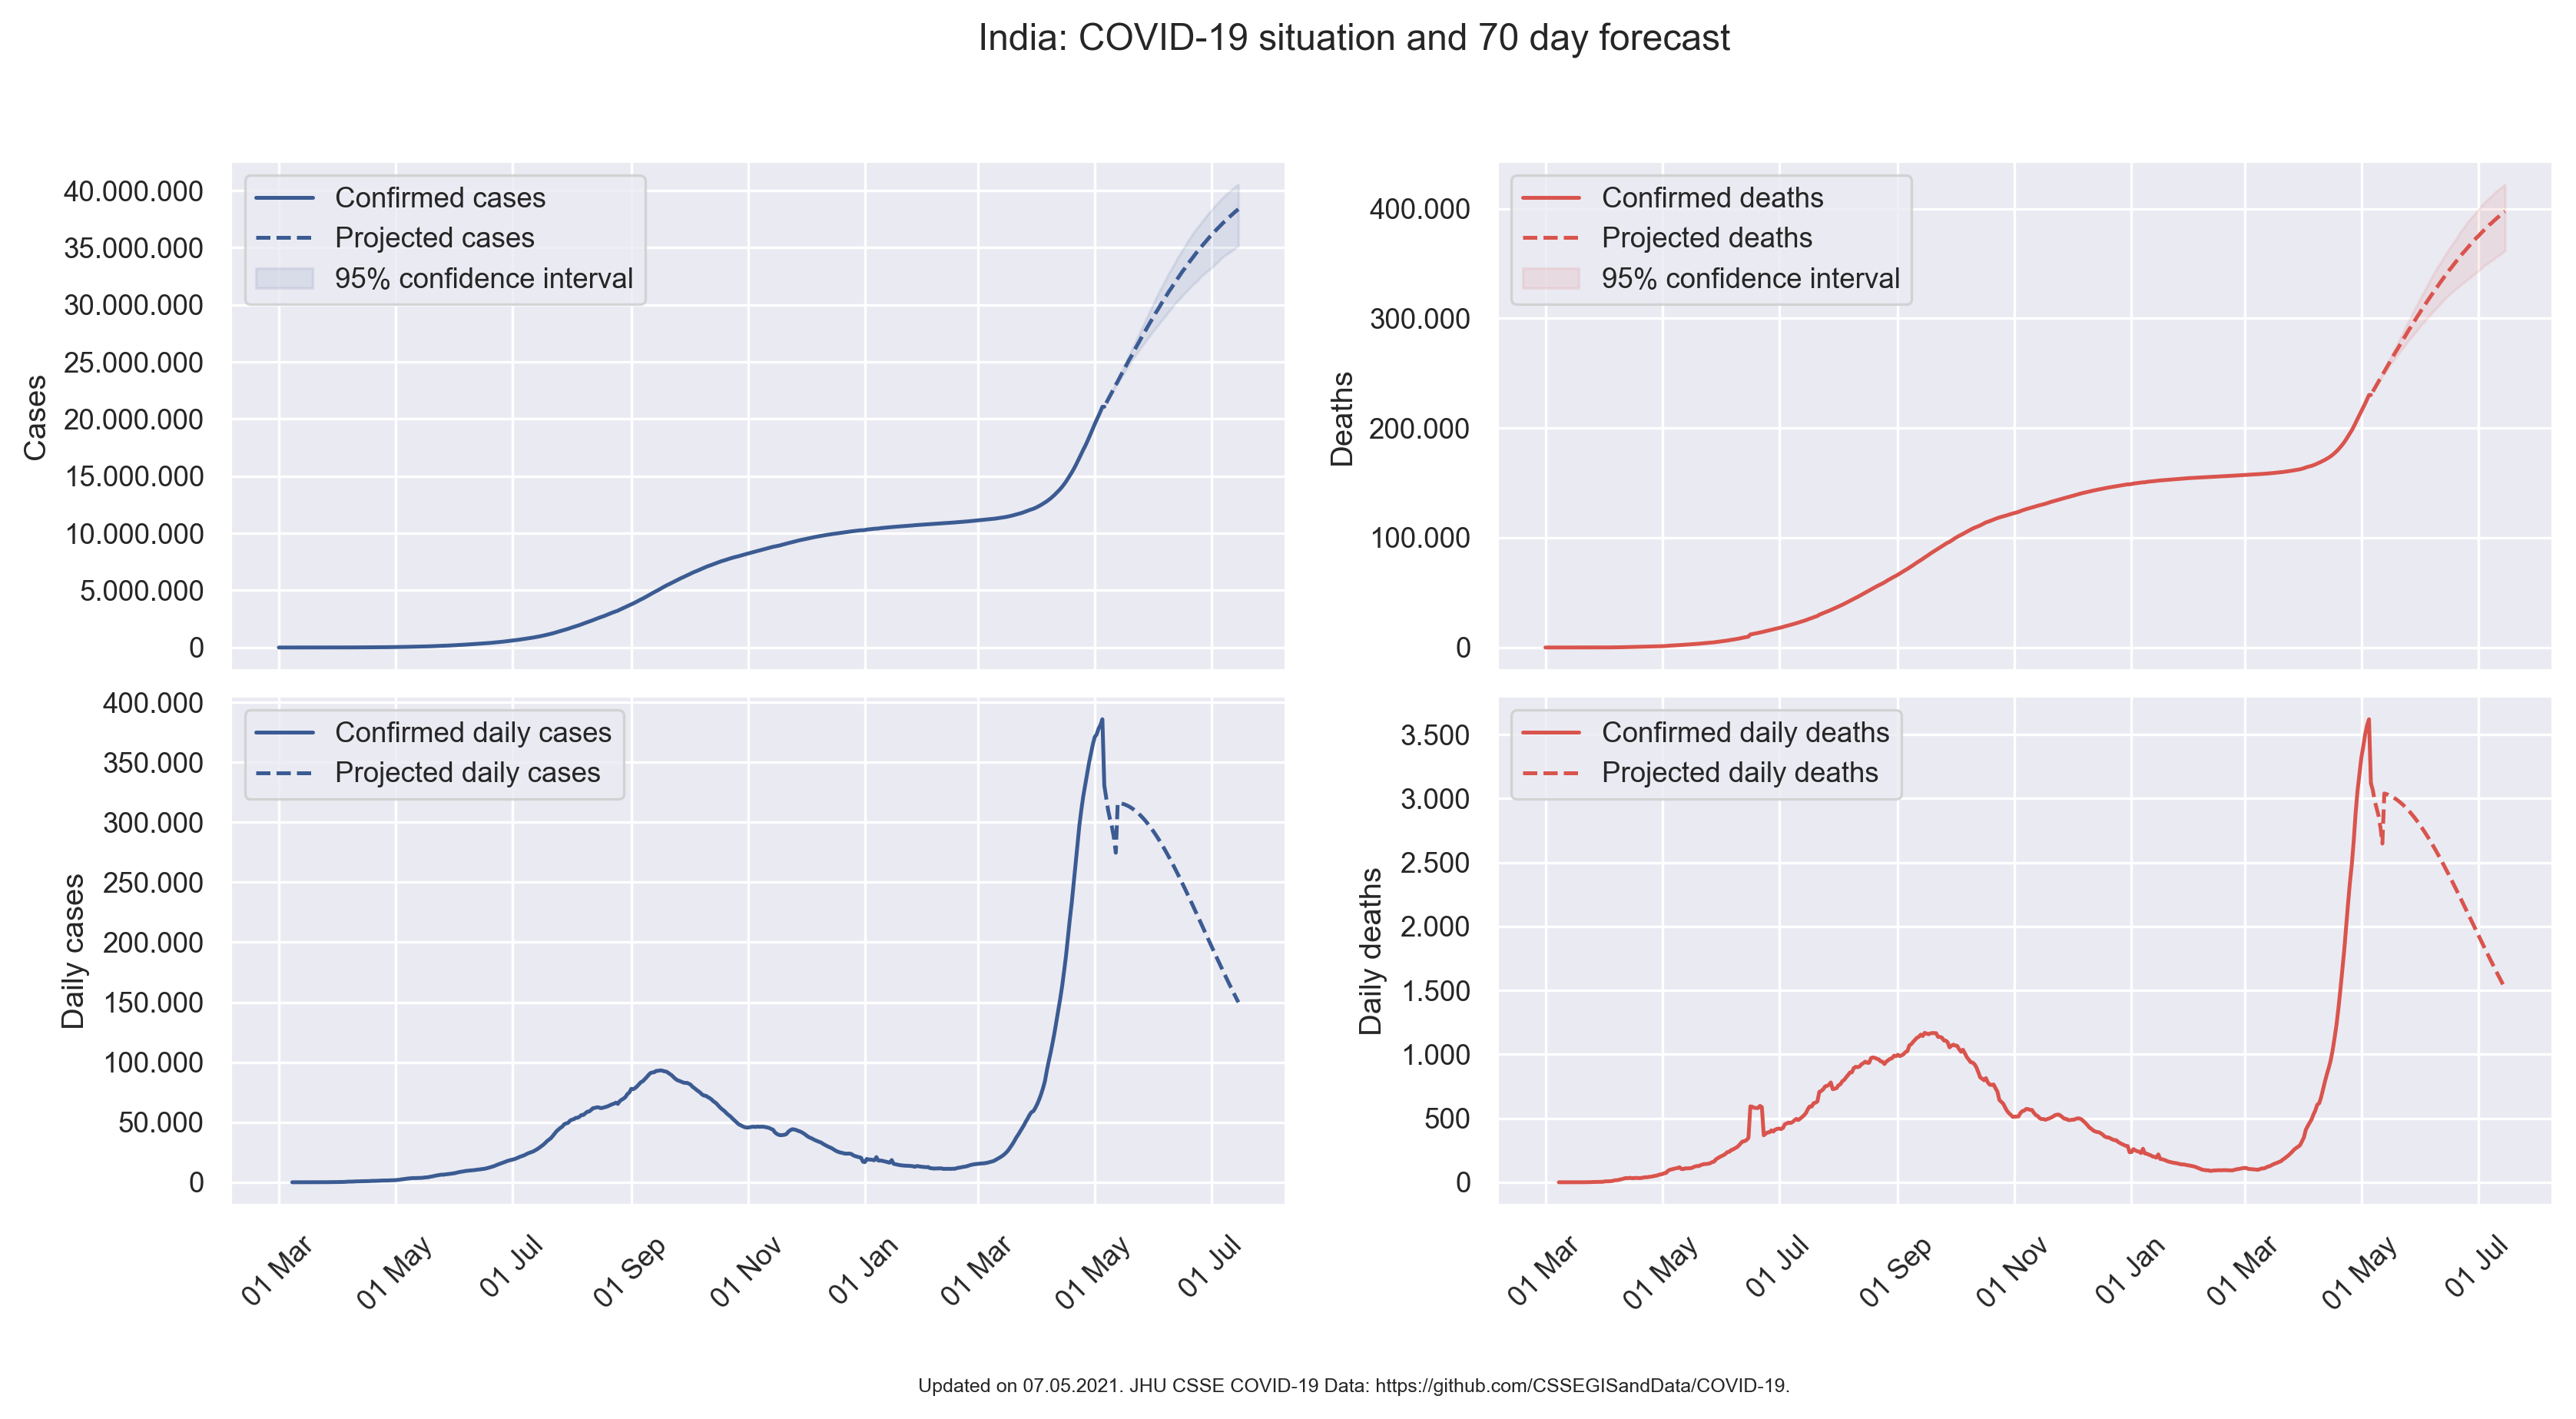 India: COVID-19 situation and 70 day forecast
Cases
40.000.000
35.000.000
30.000.000
25.000.000
20.000.000
15.000.000
10.000.000
5.000.000
0
Confirmed cases
Projected cases
95% confidence interval
Deaths
400.000
300.000
200.000
100.000
0
Confirmed deaths
Projected deaths
95% confidence interval
Daily cases
400.000
350.000
300.000
250.000
200.000
150.000
100.000
50.000
0
Confirmed daily cases
Projected daily cases
01 Mar
01 May
01 Jul
01 Sep
01 Nov
01 Jan
01 Mar
01 May
01 Jul
Daily deaths
3.500
3.000
2.500
2.000
1.500
1.000
500
0
Confirmed daily deaths
Projected daily deaths
01 Mar
01 May
01 Jul
01 Sep
01 Nov
01 Jan
01 Mar
01 May
01 Jul
Updated on 07.05.2021. JHU CSSE COVID-19 Data: https://github.com/CSSEGISandData/COVID-19.